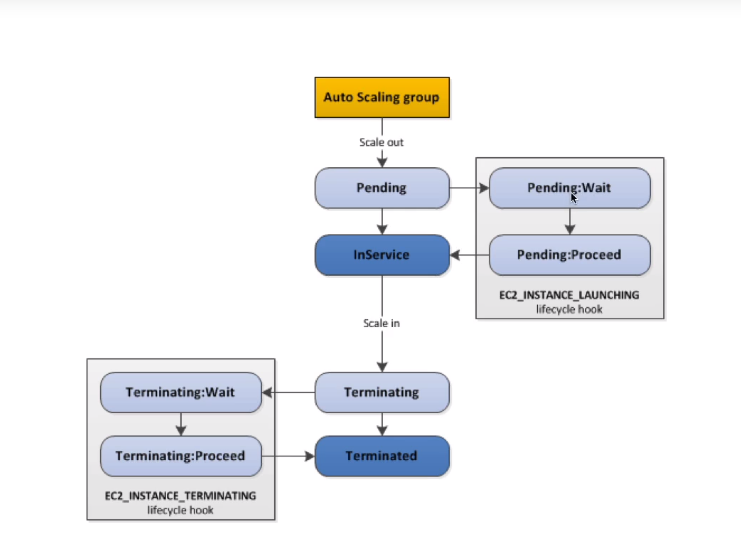 Auto Scaling group
Scale out
Pending
Pending:Wait
InService
Pending:Proceed
EC2_INSTANCE_LAUNCHING
lifecycle hook
Scale in
Terminating:Wait
Terminating
Terminating:Proceed
Terminated
EC2_INSTANCE_TERMINATING
lifecycle hook